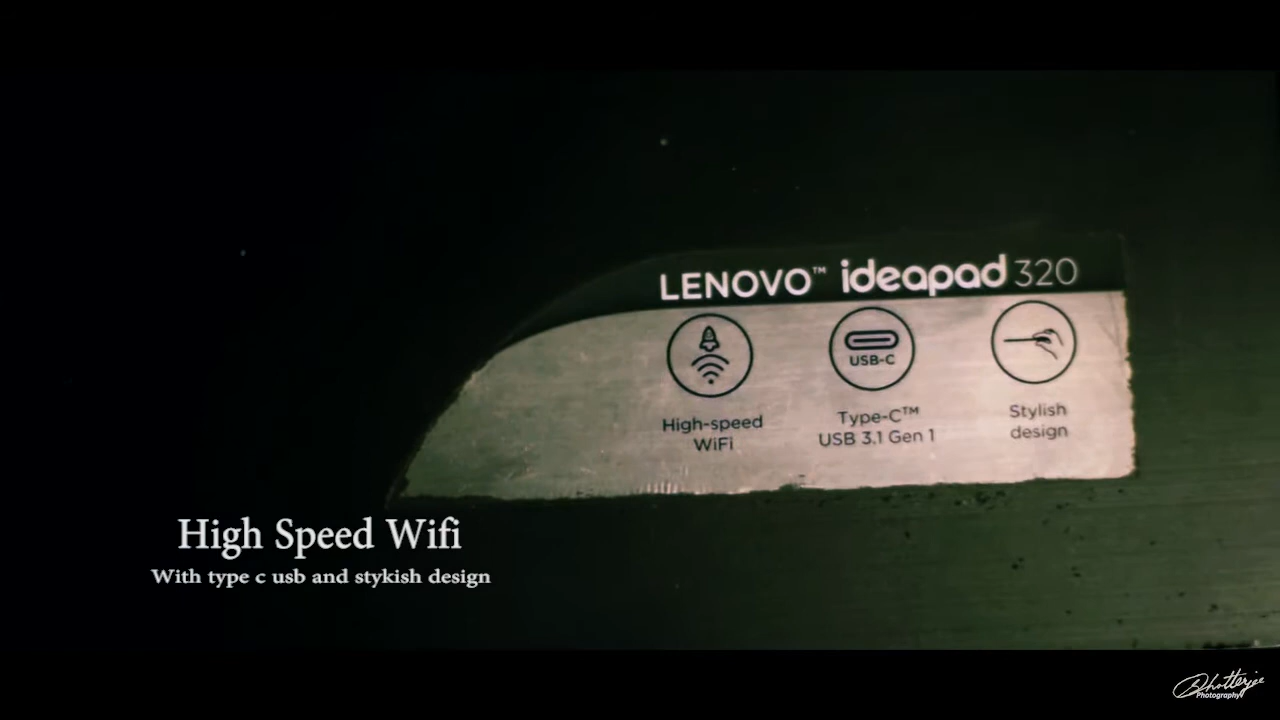 LENOVO™ ideapad 320
USB-C
High-speed
WiFi
Type-C™
USB 3.1 Gen 1
Stylish
design
High Speed Wifi
With type c usb and stykish design
Photography